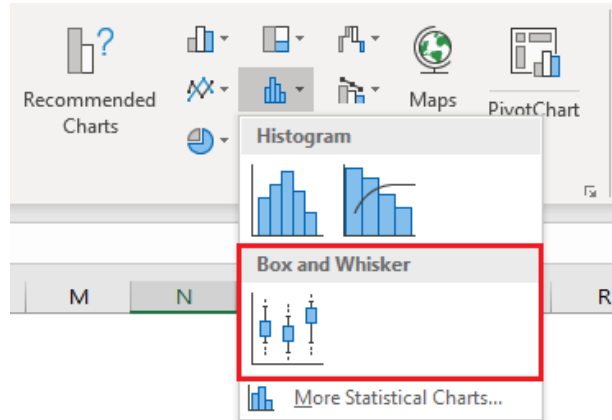 ?
Recommended
Charts
Maps
PivotChart
Histogram
Box and Whisker
M
N
R
More Statistical Charts...